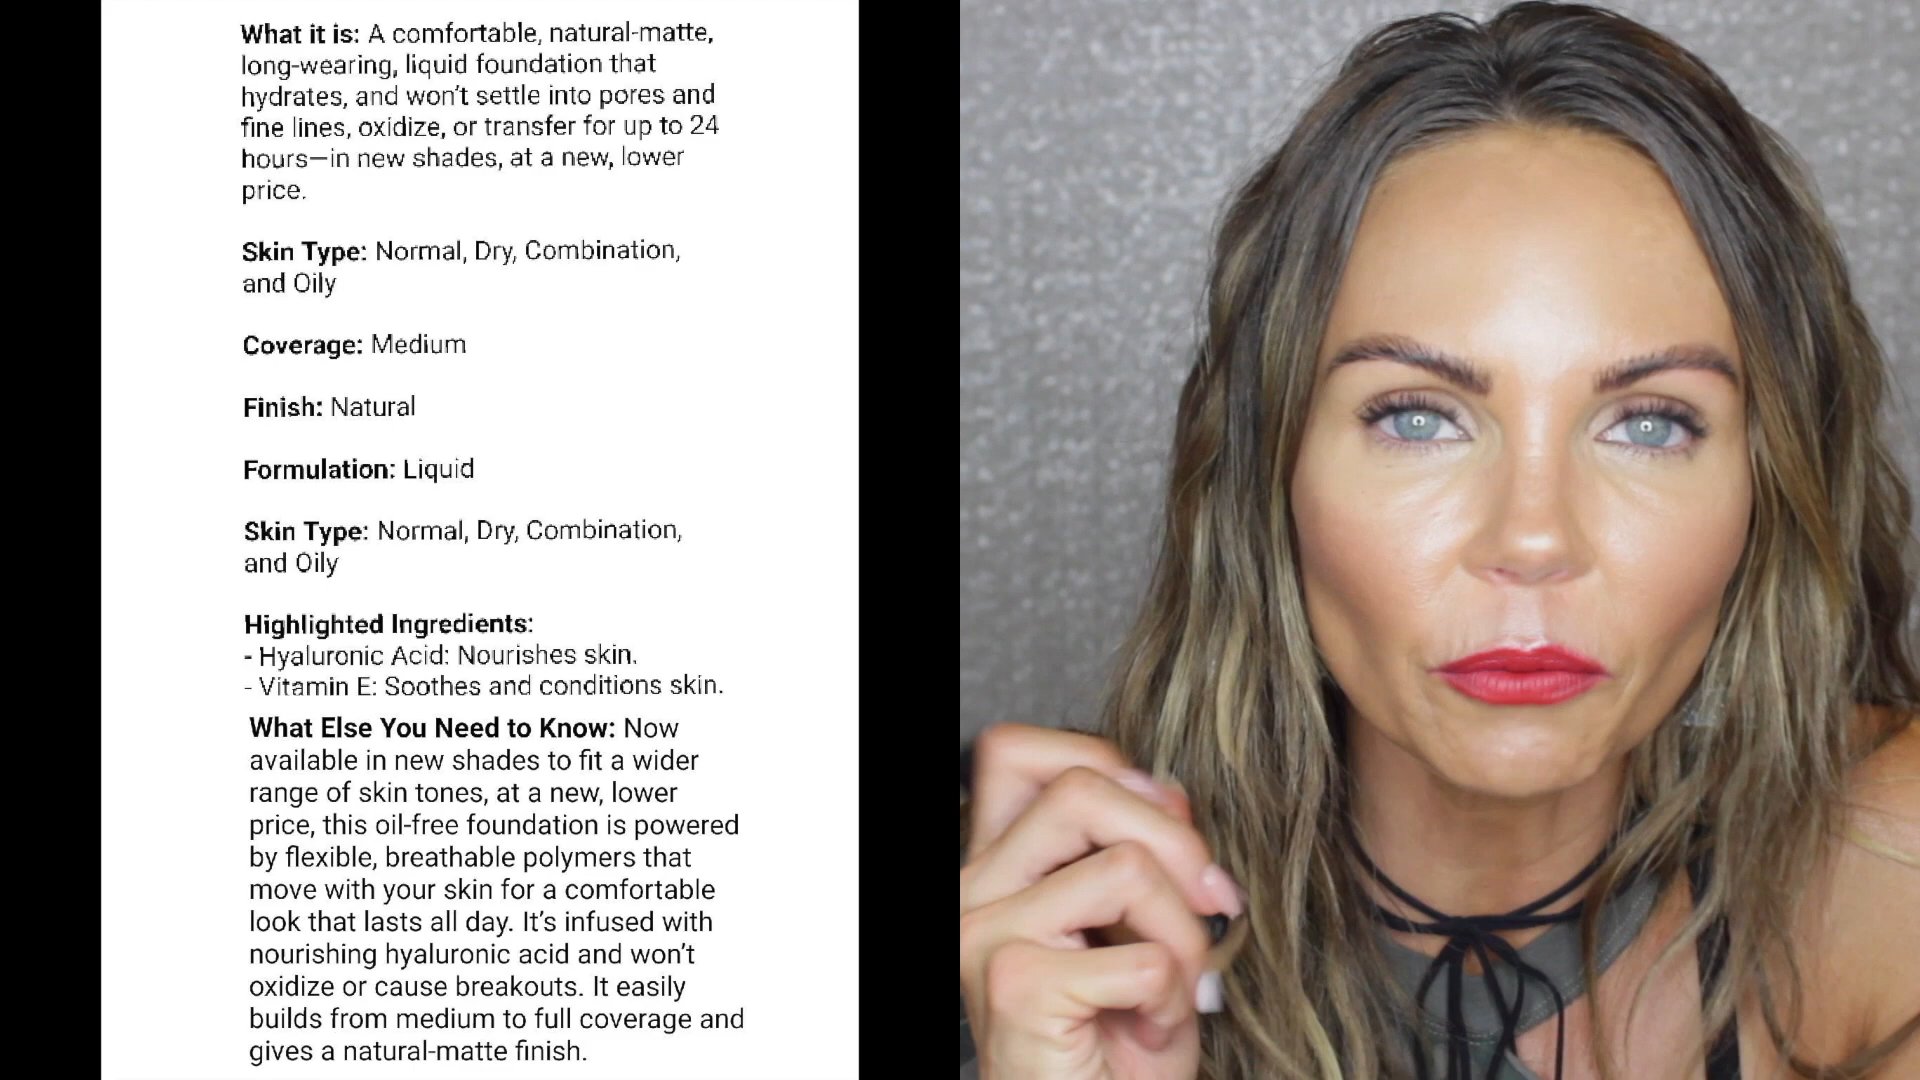 What it is: A comfortable, natural-matte,
long-wearing, liquid foundation that
hydrates, and won't settle into pores and
fine lines, oxidize, or transfer for up to 24
hours—in new shades, at a new, lower
price.
Skin Type: Normal, Dry, Combination,
and Oily
Coverage: Medium
Finish: Natural
Formulation: Liquid
Skin Type: Normal, Dry, Combination,
and Oily
Highlighted Ingredients:
- Hyaluronic Acid: Nourishes skin.
- Vitamin E: Soothes and conditions skin.
What Else You Need to Know: Now
available in new shades to fit a wider
range of skin tones, at a new, lower
price, this oil-free foundation is powered
by flexible, breathable polymers that
move with your skin for a comfortable
look that lasts all day. It's infused with
nourishing hyaluronic acid and won't
oxidize or cause breakouts. It easily
builds from medium to full coverage and
gives a natural-matte finish.